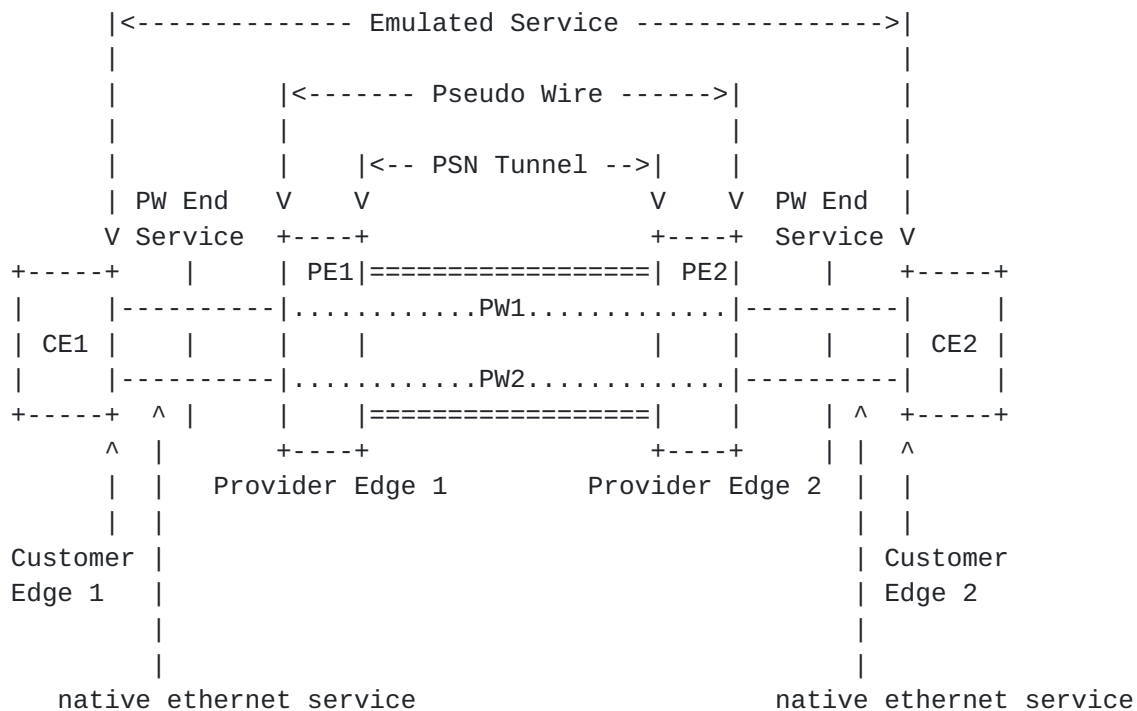 |<-------------- Emulated Service ---------------->|
| |
| |<------- Pseudo Wire ------>| |
| | | |
| | |<-- PSN Tunnel -->| | |
| PW End V V V V PW End |
V Service +----+ +----+ Service V
+-----+ | | PE1|==================| PE2| | +-----+
| |----------|............PW1.............|----------| |
| CE1 | | | | | | | | CE2 |
| |----------|............PW2.............|----------| |
+-----+ ^ | | |==================| | | ^ +-----+
^ | +----+ +----+ | | ^
| | Provider Edge 1 Provider Edge 2 | |
| | | |
Customer | | Customer
Edge 1 | | Edge 2
| |
| |
native ethernet service native ethernet service